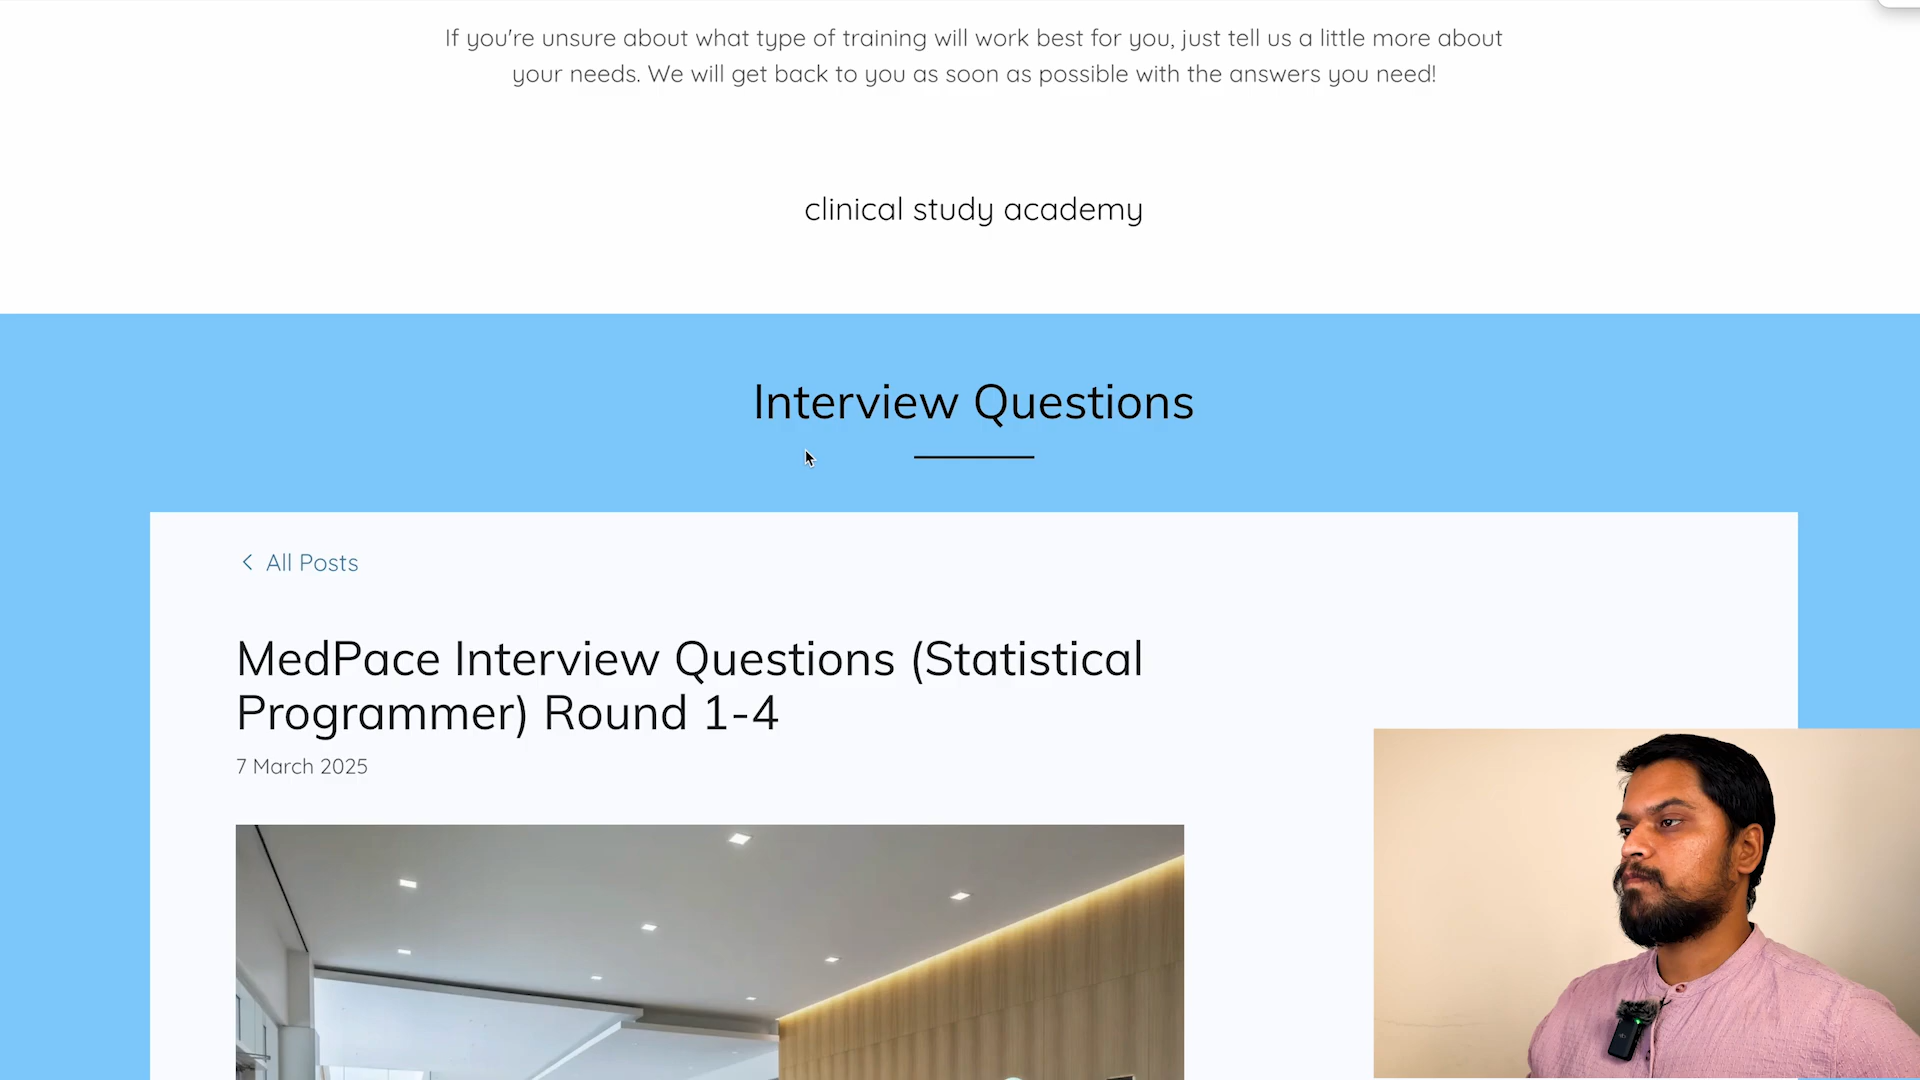 If you're unsure about what type of training will work best for you, just tell us a little more about
your needs. We will get back to you as soon as possible with the answers you need!
clinical study academy
Interview Questions
All Posts
MedPace Interview Questions (Statistical
Programmer) Round 1-4
7 March 2025